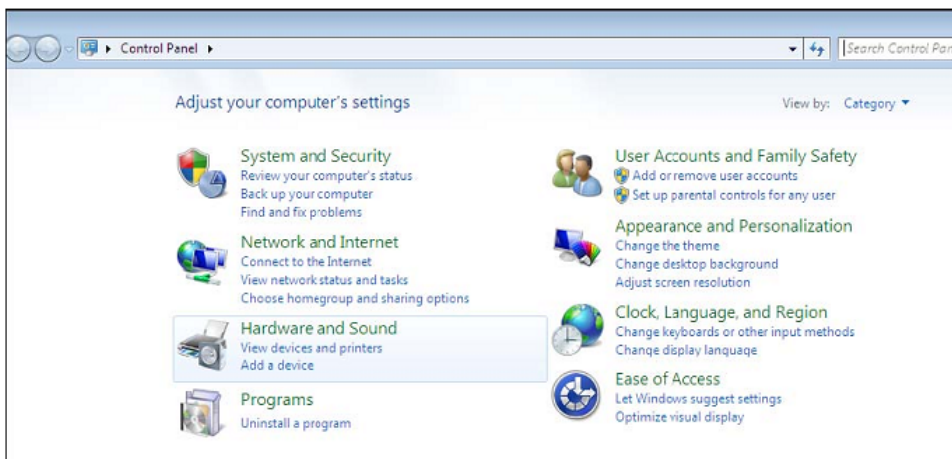 Control Panel
Search Control Pan
Adjust your computer's settings
View by: Category
System and Security
Review your computer's status
Back up your computer
Find and fix problems
Network and Internet
Connect to the Internet
View network status and tasks
Choose homegroup and sharing options
Hardware and Sound
View devices and printers
Add a device
Programs
Uninstall a program
User Accounts and Family Safety
Add or remove user accounts
Set up parental controls for any user
Appearance and Personalization
Change the theme
Change desktop background
Adjust screen resolution
Clock, Language, and Region
Change keyboards or other input methods
Change display language
Ease of Access
Let Windows suggest settings
Optimize visual display